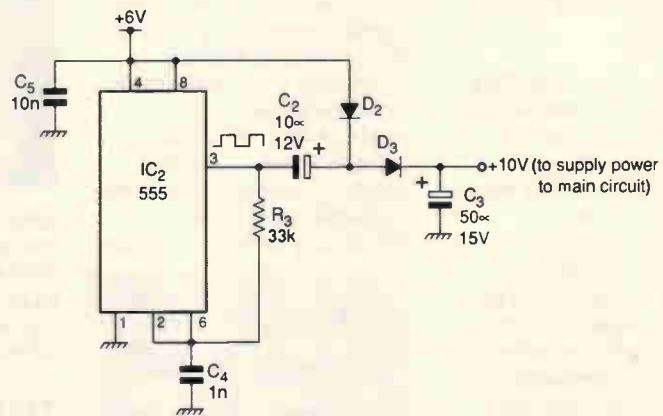 +6V
C5
10n
4
8
C2
10∝
12V
+
D2
D3
3
IC2
555
R3
33k
+
+10V (to supply power
to main circuit)
C3
50∝
15V
1
2
6
C4
1n